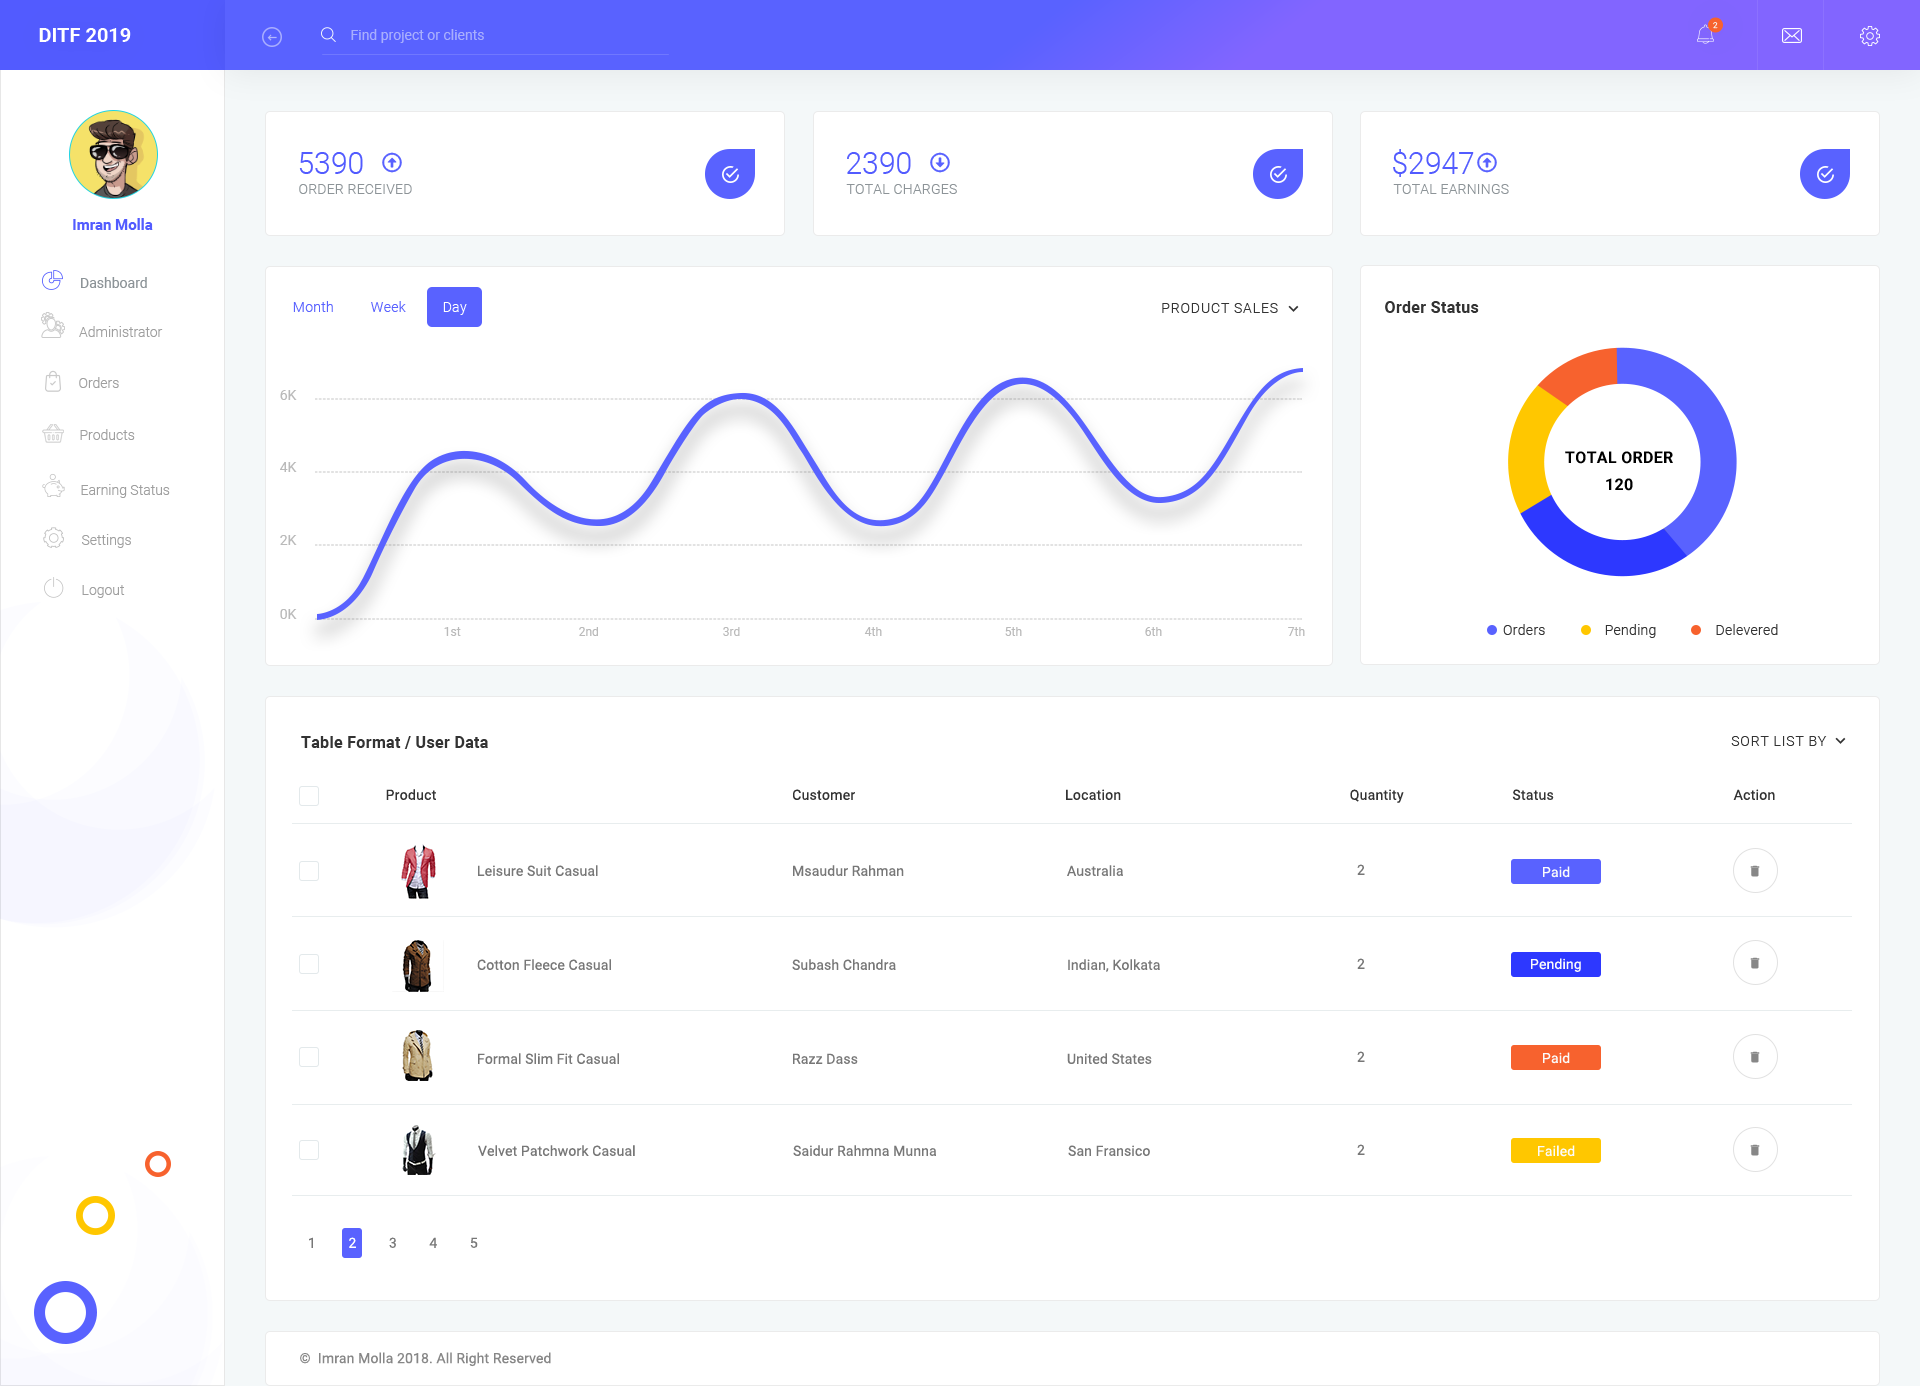 DITF 2019
Find project or clients
2
Imran Molla
Dashboard
Administrator
Orders
Products
Earning Status
Settings
Logout
5390
ORDER RECEIVED
2390
TOTAL CHARGES
$2947
TOTAL EARNINGS
Month Week Day
PRODUCT SALES
6K
4K
2K
0K
1st 2nd 3rd 4th 5th 6th 7th
Order Status
TOTAL ORDER
120
Orders Pending Delevered
Table Format / User Data
SORT LIST BY
Product Customer Location Quantity Status Action
Leisure Suit Casual Msaudur Rahman Australia 2 Paid
Cotton Fleece Casual Subash Chandra Indian, Kolkata 2 Pending
Formal Slim Fit Casual Razz Dass United States 2 Paid
Velvet Patchwork Casual Saidur Rahmna Munna San Fransico 2 Failed
1 2 3 4 5
© Imran Molla 2018. All Right Reserved